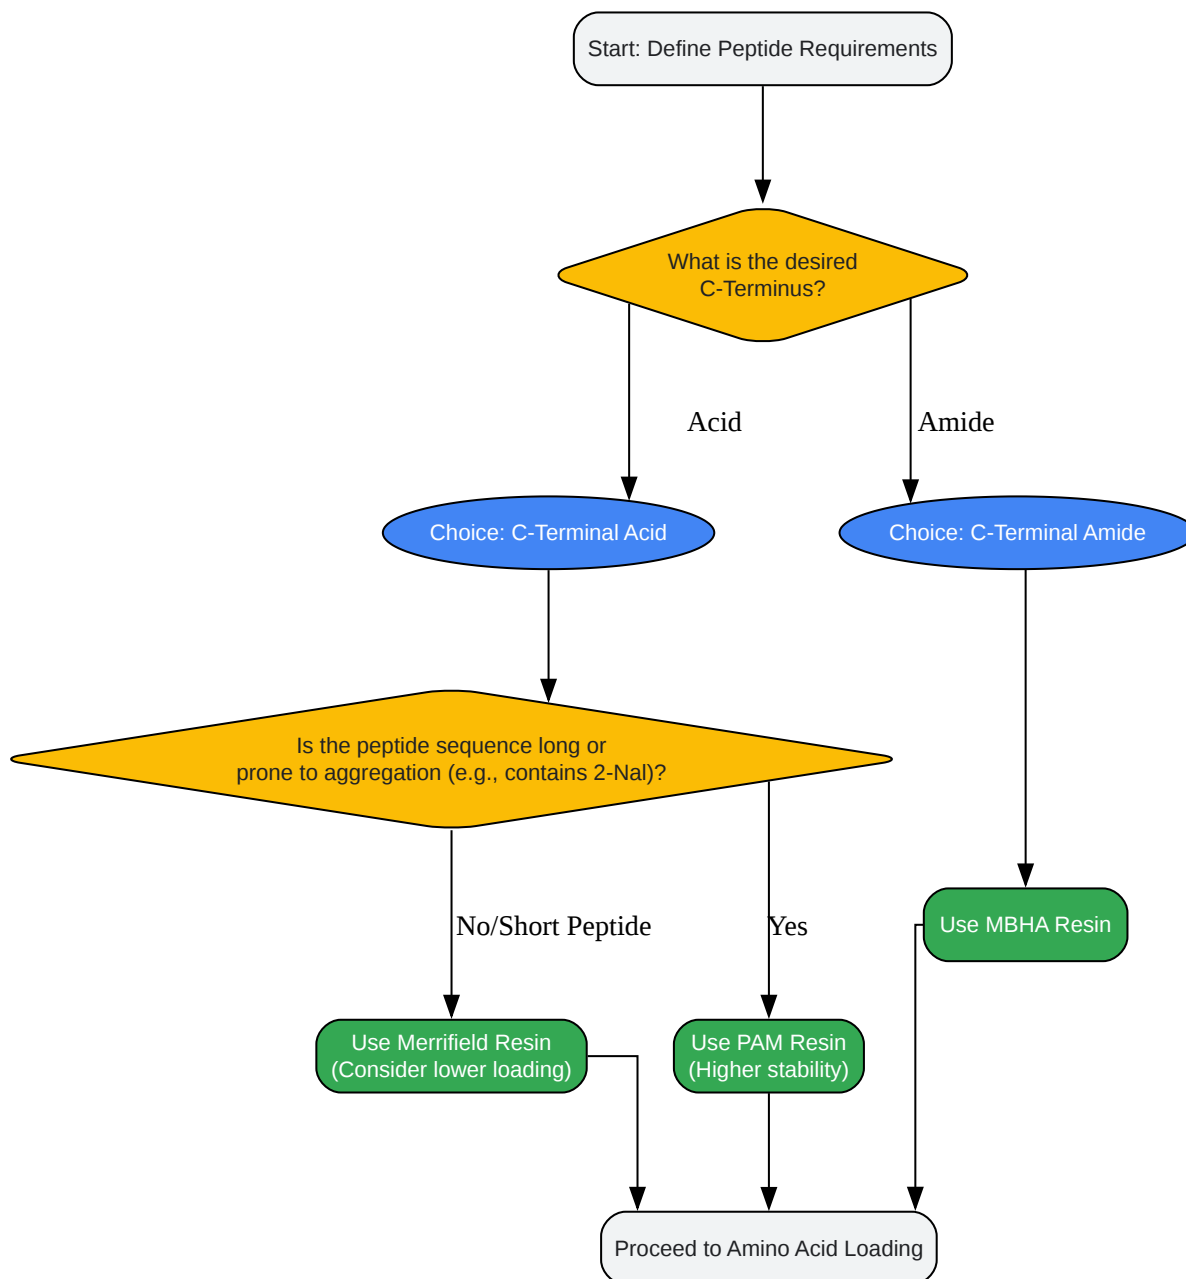 Start: Define Peptide Requirements
What is the desired
C-Terminus?
Acid
Amide
Choice: C-Terminal Acid
Choice: C-Terminal Amide
Is the peptide sequence long or
prone to aggregation (e.g., contains 2-Nal)?
No/Short Peptide
Yes
Use MBHA Resin
Use Merrifield Resin
(Consider lower loading)
Use PAM Resin
(Higher stability)
Proceed to Amino Acid Loading